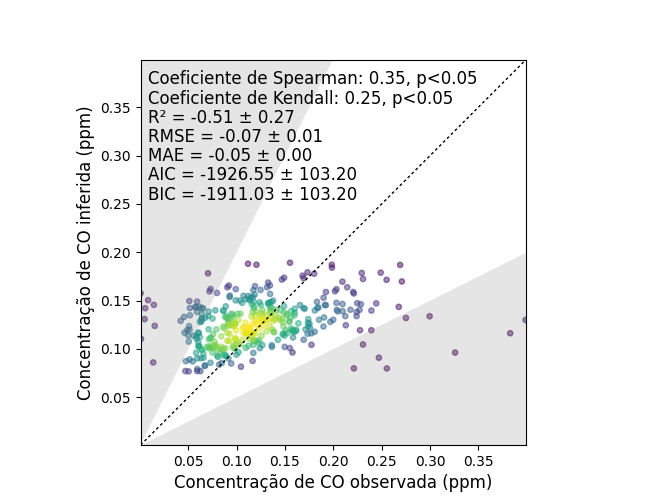 Coeficiente de Spearman: 0.35, p<0.05
Coeficiente de Kendall: 0.25, p<0.05
R² = -0.51 ± 0.27
RMSE = -0.07 ± 0.01
MAE = -0.05 ± 0.00
AIC = -1926.55 ± 103.20
BIC = -1911.03 ± 103.20
Concentração de CO inferida (ppm)
0.35
0.30
0.25
0.20
0.15
0.10
0.05
0.05 0.10 0.15 0.20 0.25 0.30 0.35
Concentração de CO observada (ppm)